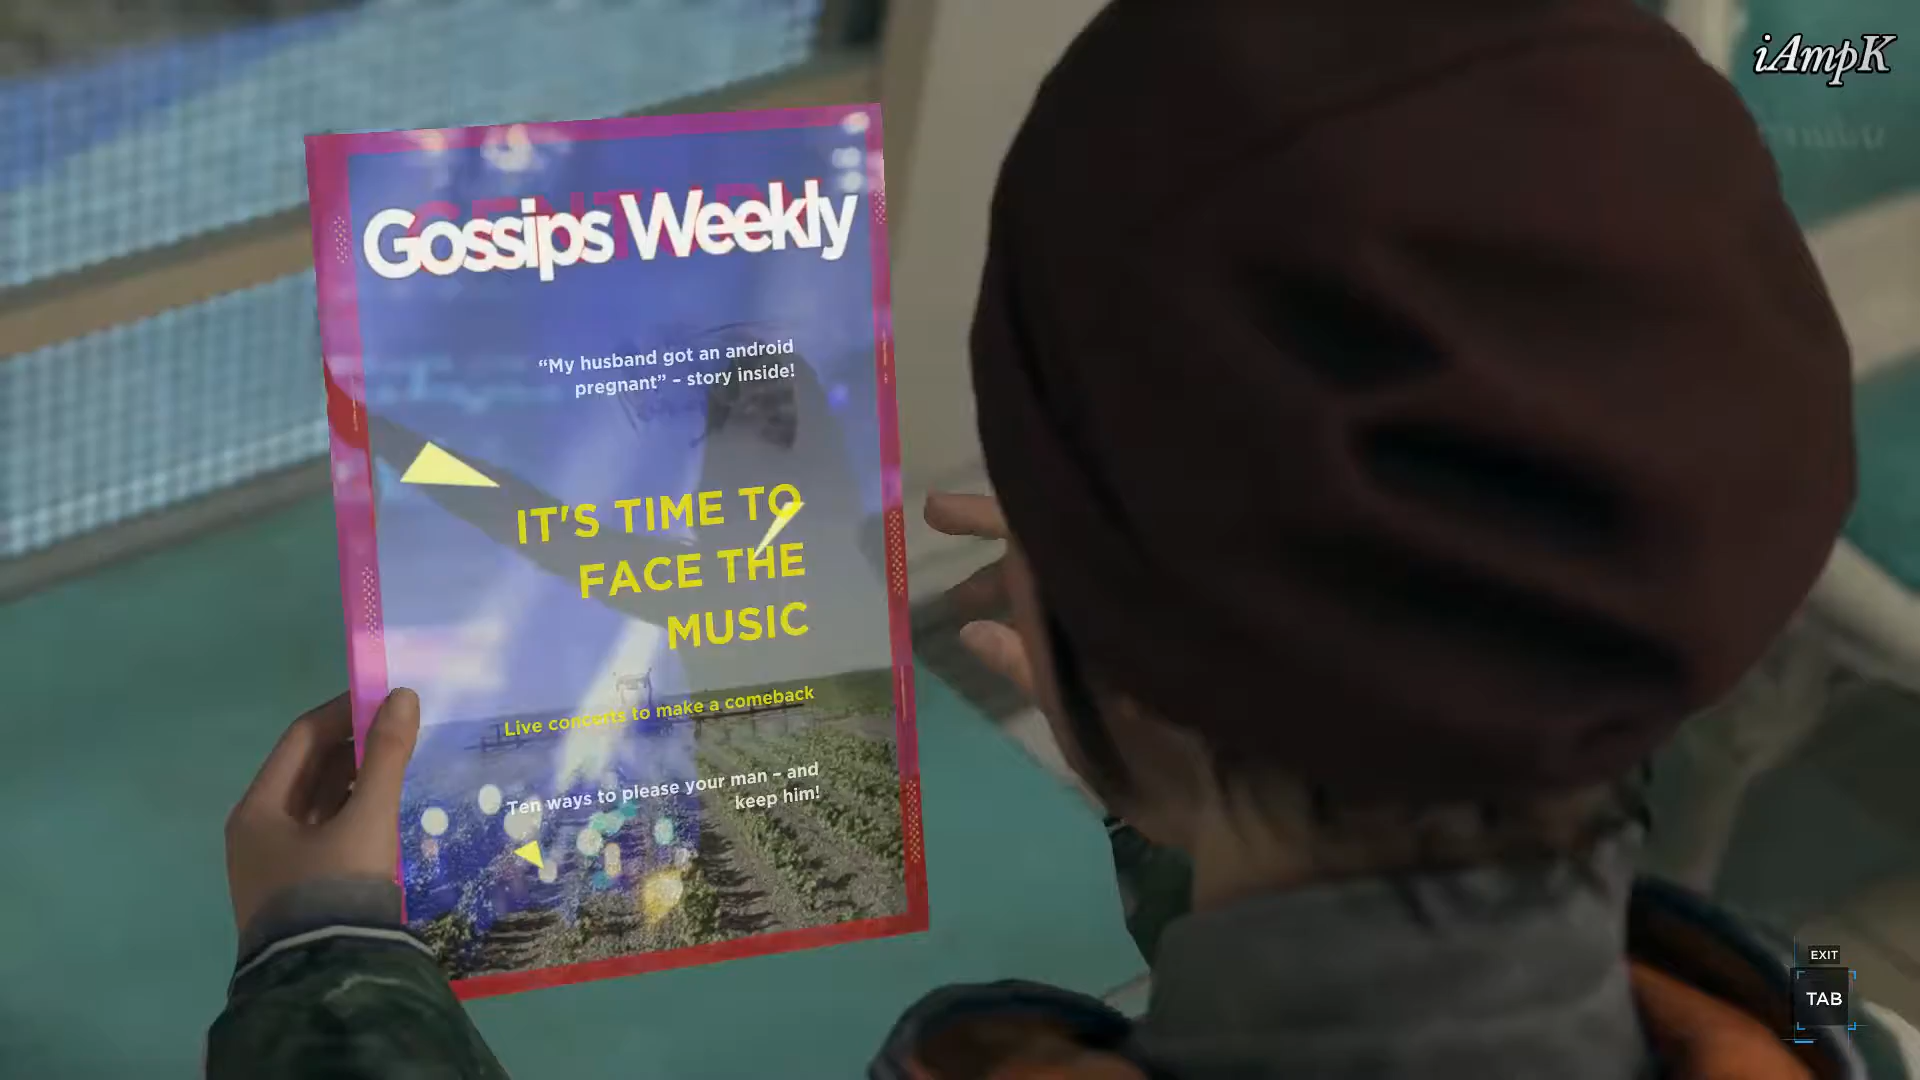 iAmpK
Gossips Weekly
“My husband got an android
pregnant” – story inside!
IT'S TIME TO
FACE THE
MUSIC
Live concerts to make a comeback
Ten ways to please your man – and
keep him!
EXIT
TAB